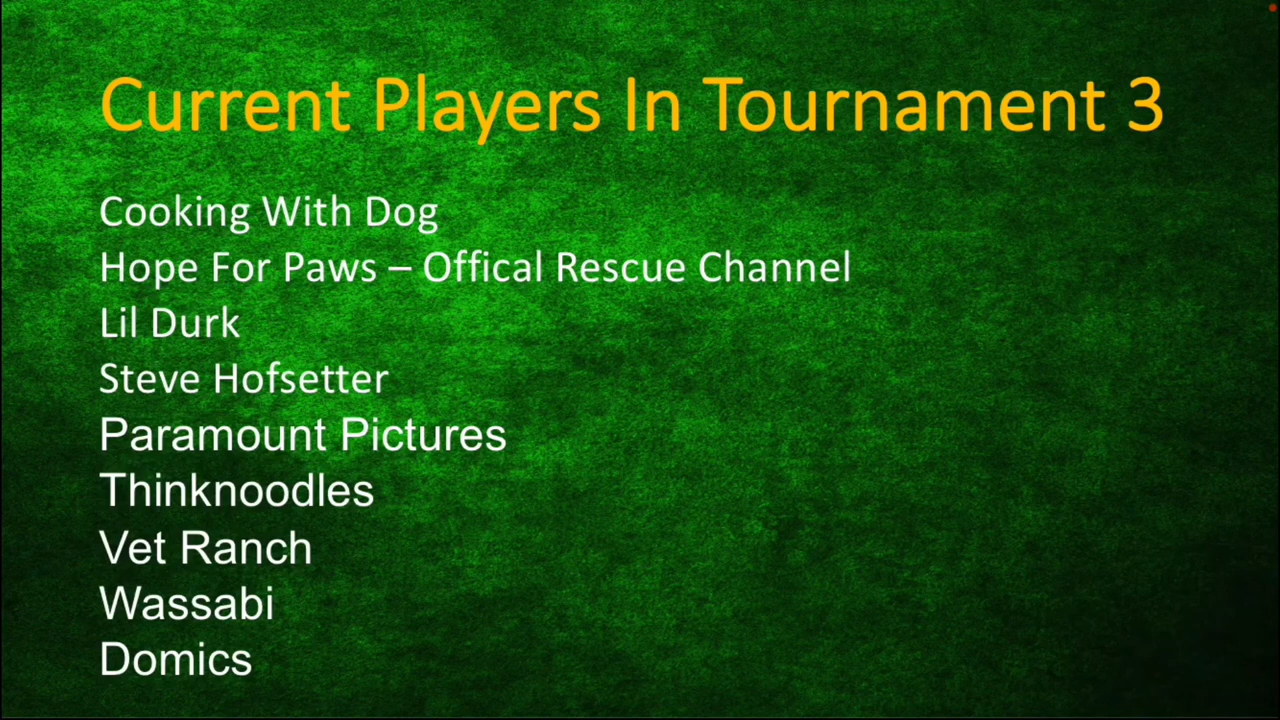 Current Players In Tournament 3
Cooking With Dog
Hope For Paws – Offical Rescue Channel
Lil Durk
Steve Hofsetter
Paramount Pictures
Thinknoodles
Vet Ranch
Wassabi
Domics